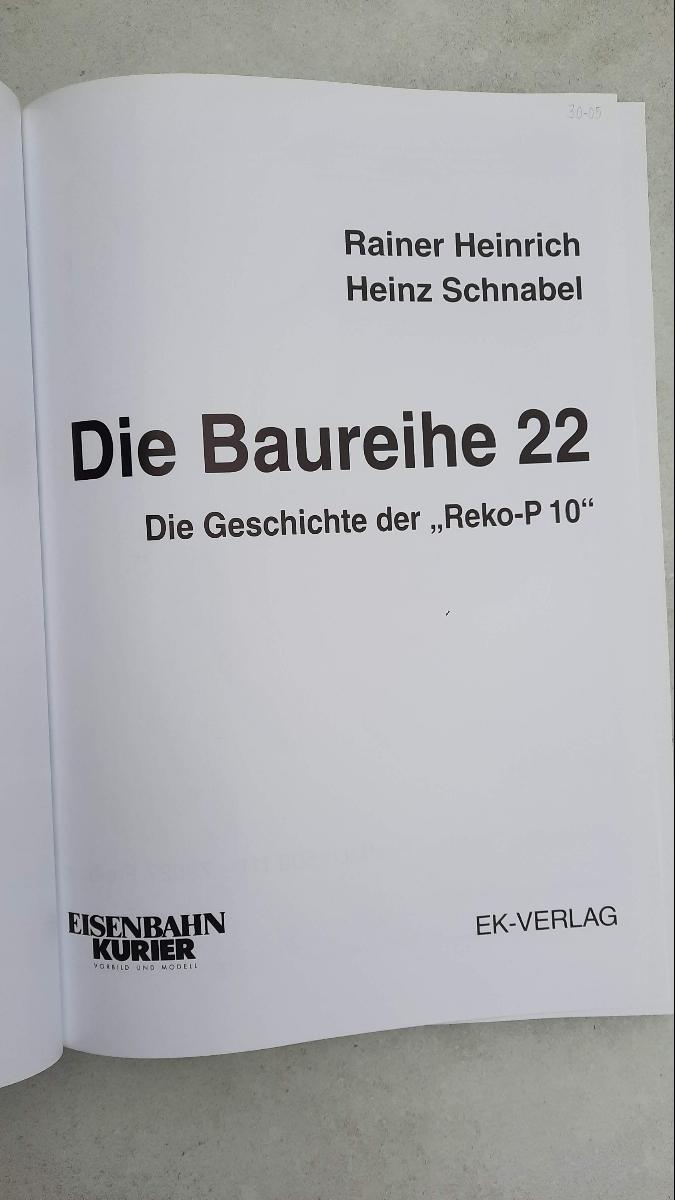 30-05
Rainer Heinrich
Heinz Schnabel
Die Baureihe 22
Die Geschichte der „Reko-P 10“
EISENBAHN
KURIER
VORBILD UND MODELL
EK-VERLAG